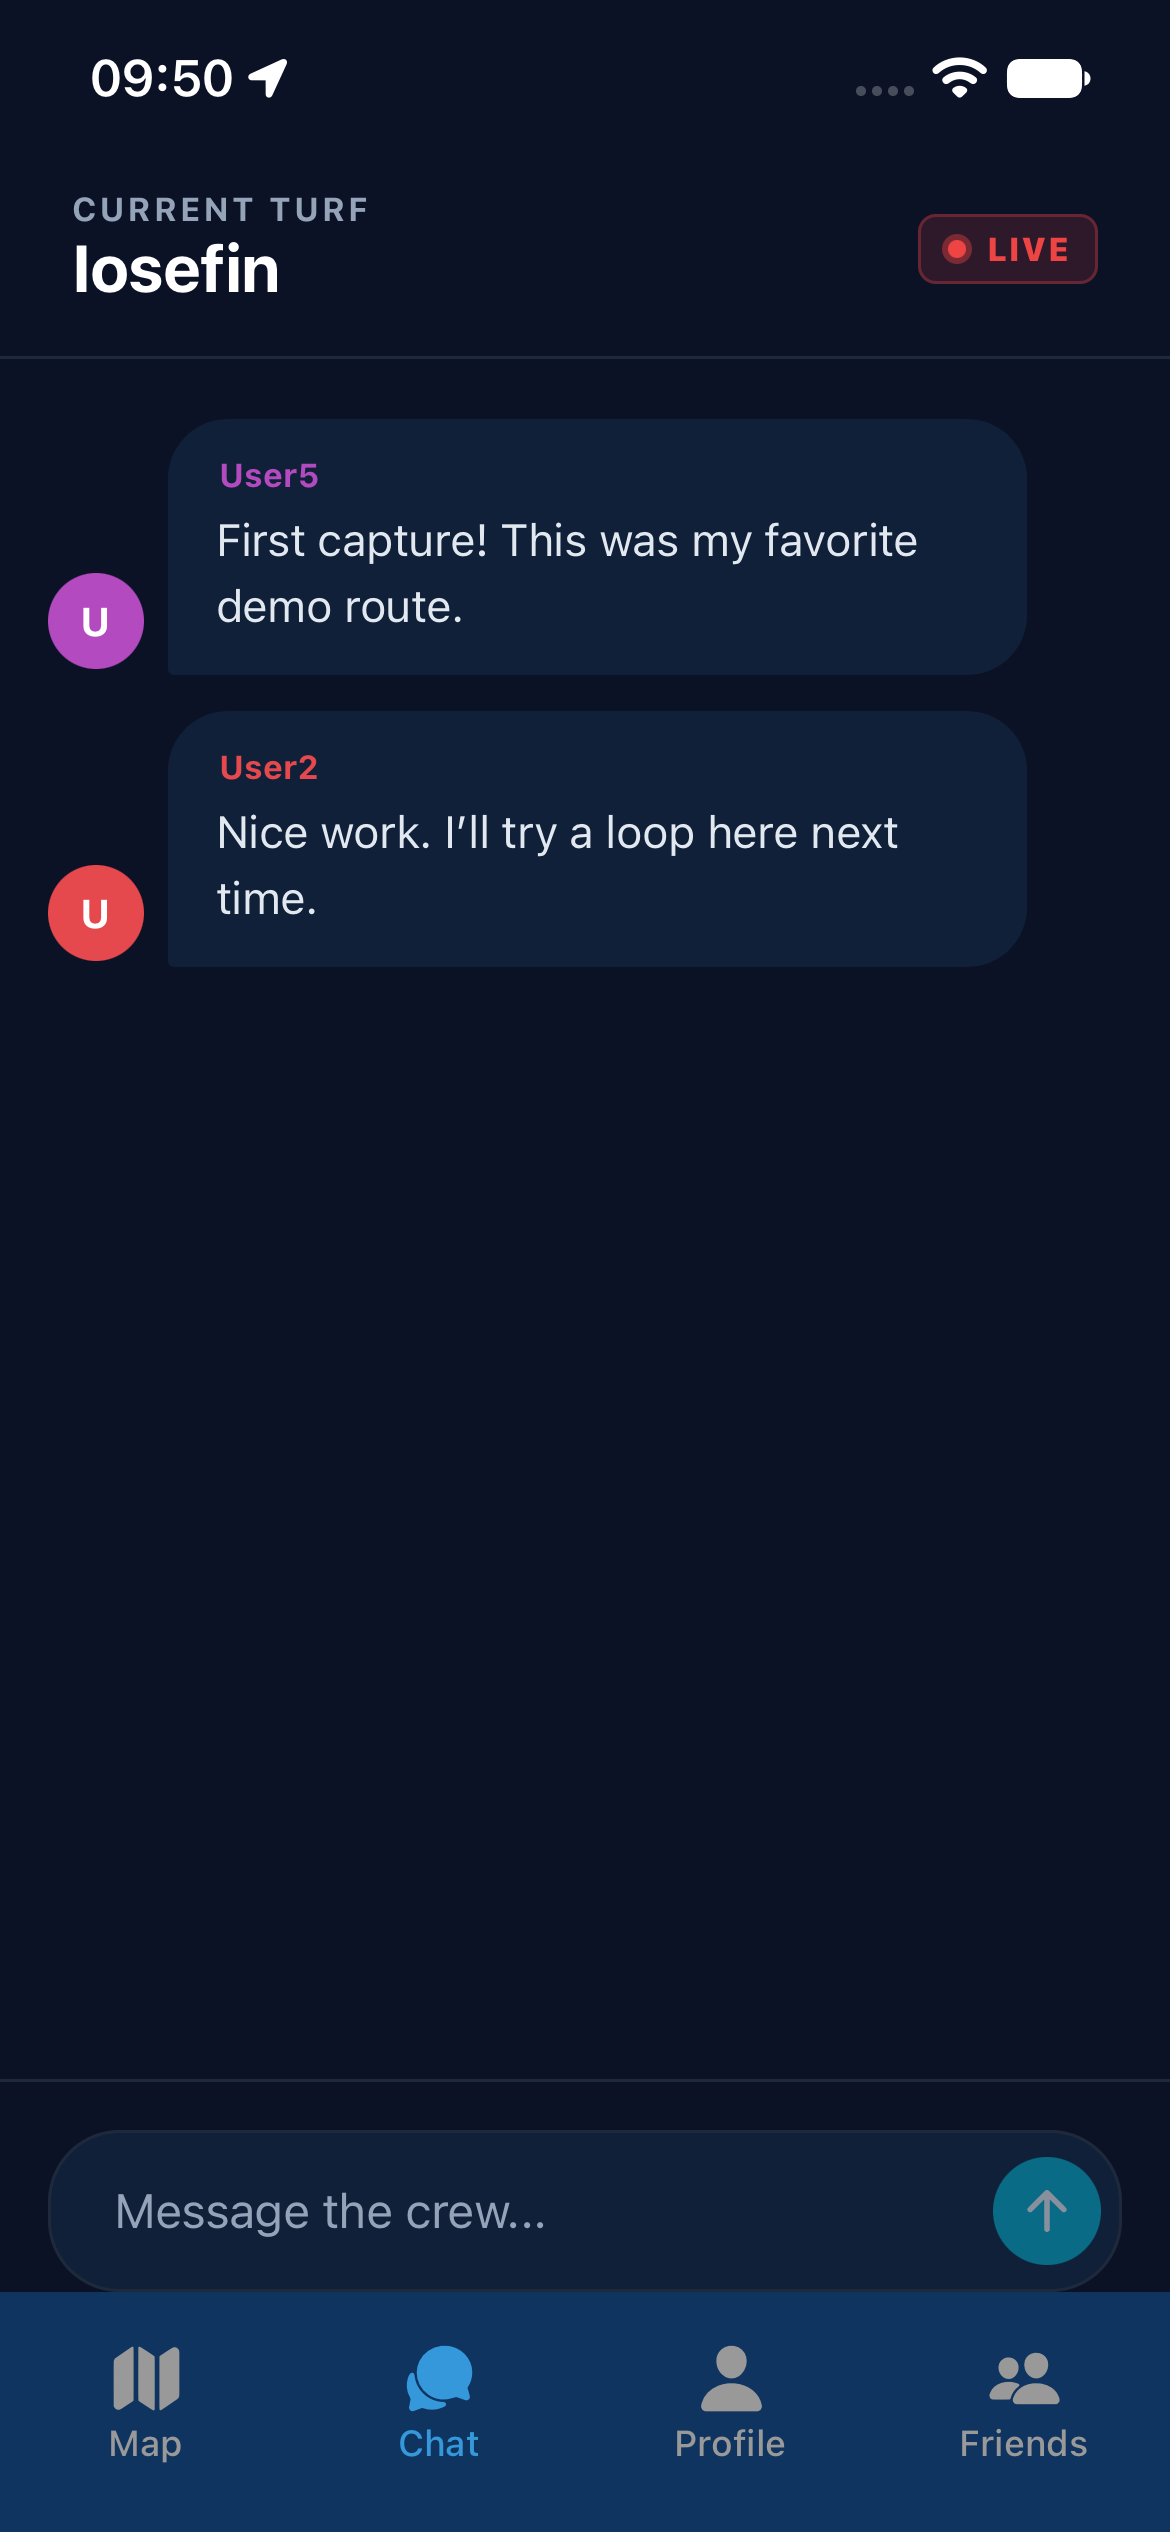 09:50
CURRENT TURF
Iosefin
LIVE
User5
First capture! This was my favorite
demo route.
U
User2
Nice work. I’ll try a loop here next
time.
U
Message the crew...
Map
Chat
Profile
Friends